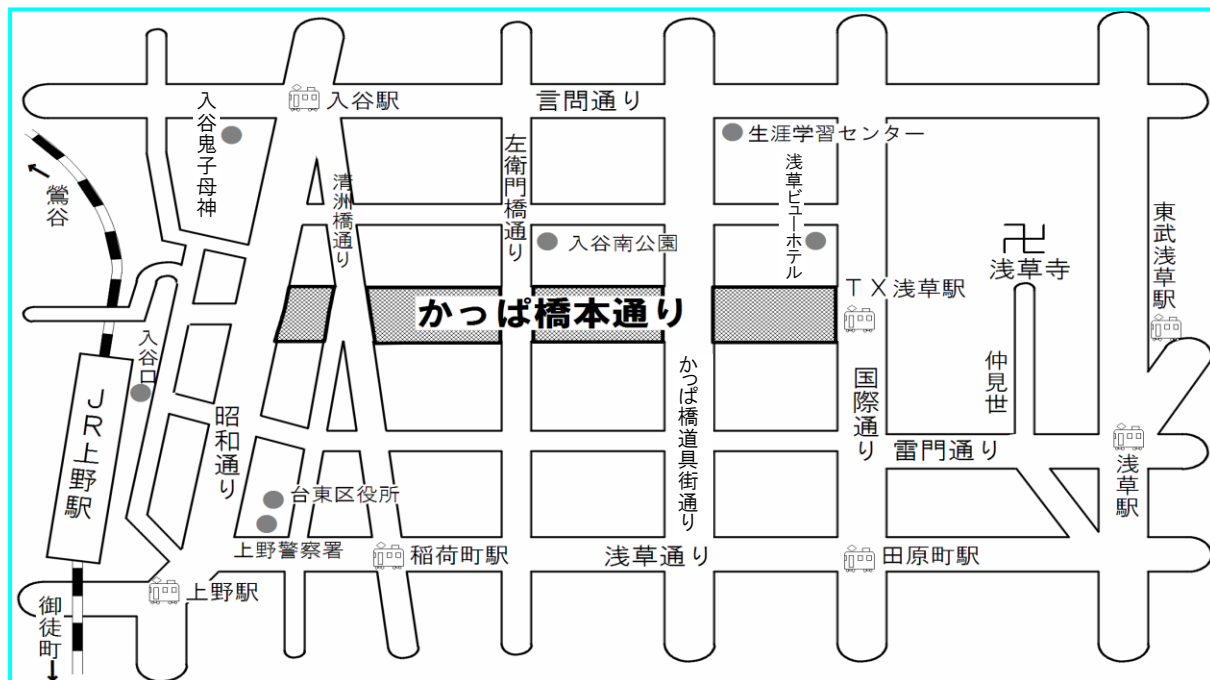 入谷駅
言問通り
入谷鬼子母神
生涯学習センター
左衛門橋通り
浅草ビューホテル
清洲橋通り
鶯谷
入谷南公園
東武浅草駅
浅草寺
TX浅草駅
かっぱ橋本通り
入谷口
仲見世
かっぱ橋道具街通り
国際通り
JR上野駅
昭和通り
雷門通り
浅草駅
台東区役所
上野警察署
稲荷町駅
浅草通り
田原町駅
上野駅
御徒町